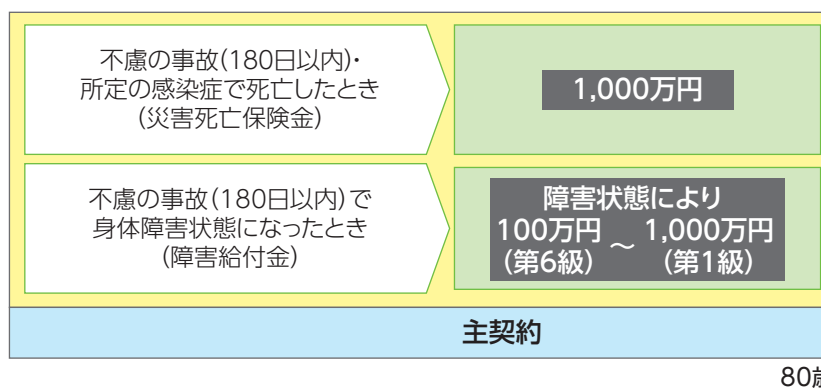 不慮の事故(180日以内)・
所定の感染症で死亡したとき
(災害死亡保険金)
1,000万円
不慮の事故(180日以内)で
身体障害状態になったとき
(障害給付金)
障害状態により
100万円 ～ 1,000万円
(第6級) (第1級)
主契約
80歳